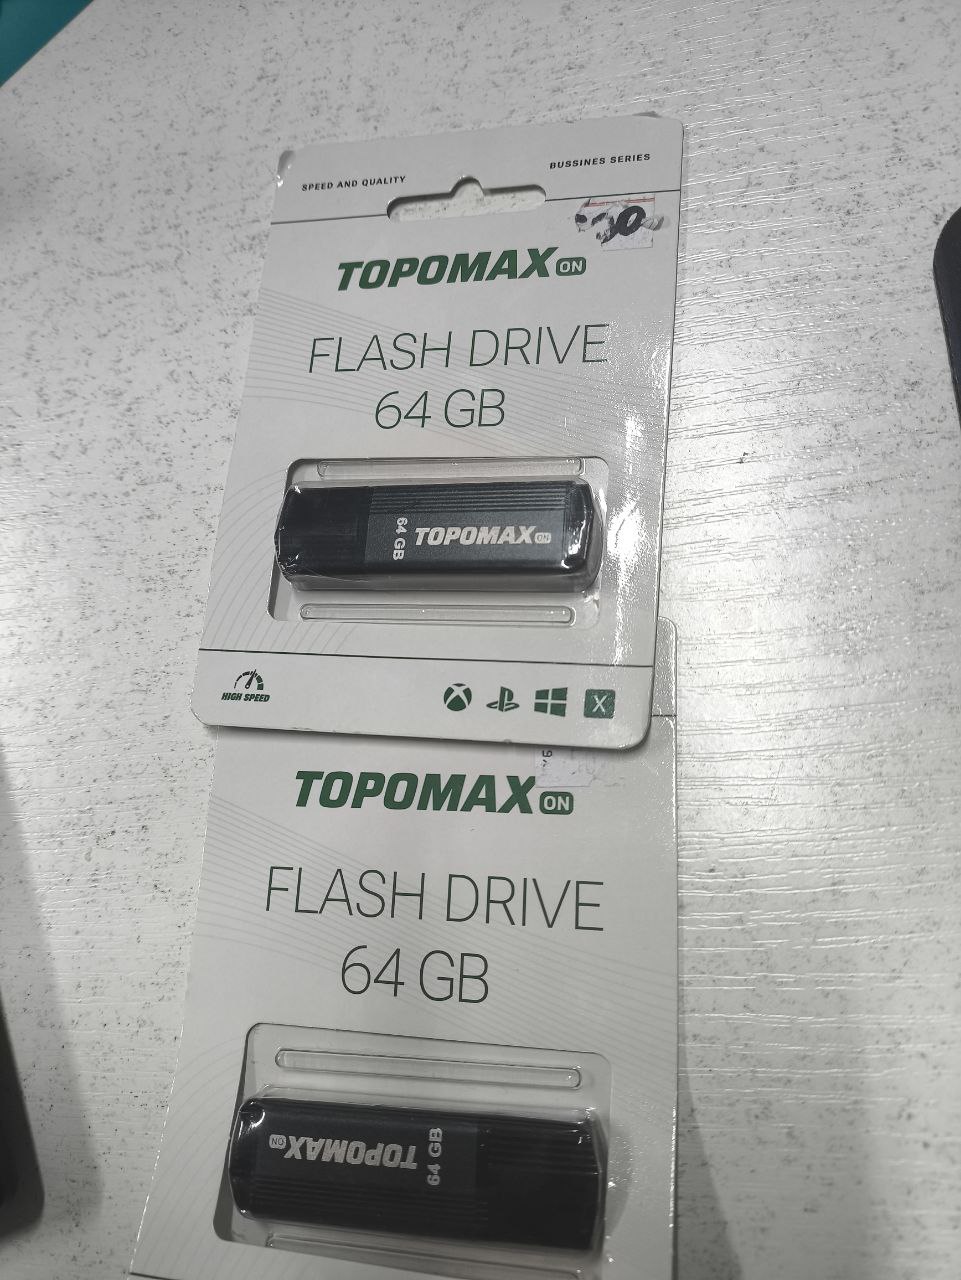 SPEED AND QUALITY
BUSSINES SERIES
TOPOMAX ON
FLASH DRIVE
64 GB
64 GB
TOPOMAX ON
HIGH SPEED
X
TOPOMAX ON
FLASH DRIVE
64 GB
TOPOMAX ON
64 GB